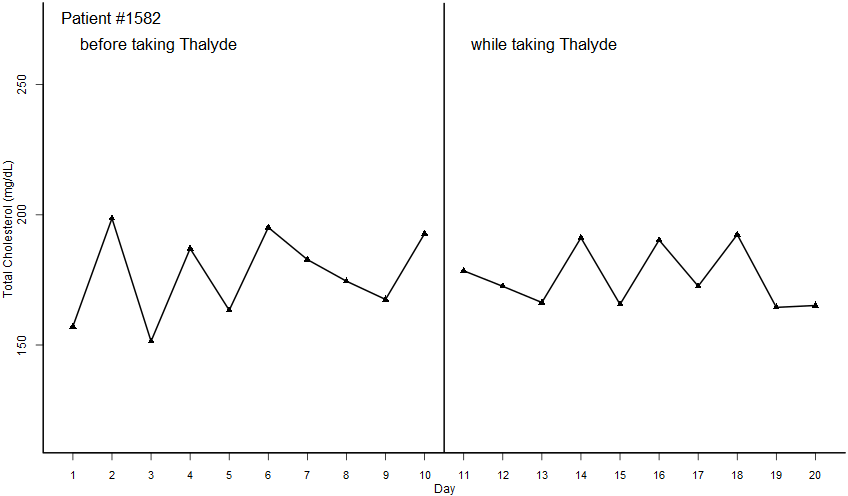 Patient #1582
before taking Thalyde
while taking Thalyde
Total Cholesterol (mg/dL)
250
200
150
1 2 3 4 5 6 7 8 9 10 11 12 13 14 15 16 17 18 19 20
Day